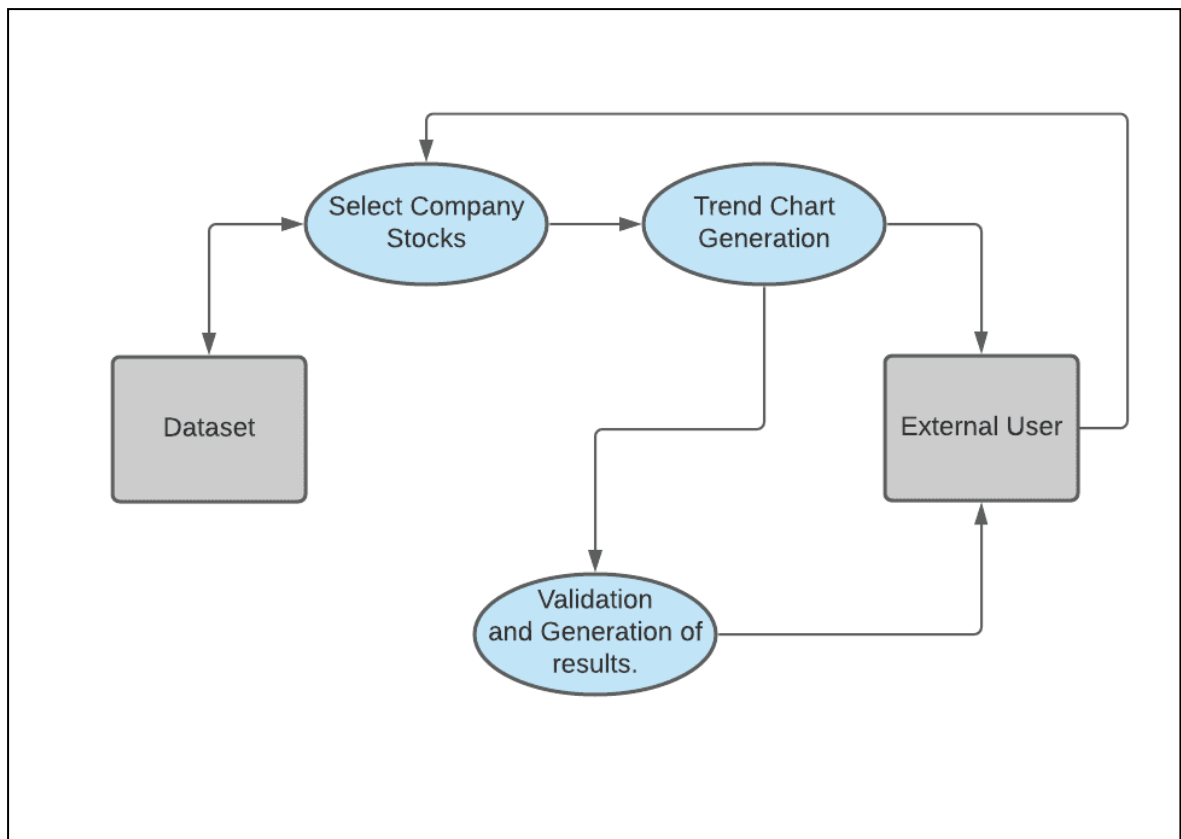 Select Company
Stocks
Trend Chart
Generation
Dataset
External User
Validation
and Generation of
results.